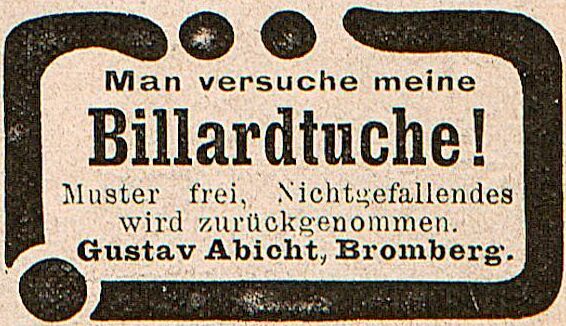 Man versuche meine
Billardtuche!
Muster frei, Nichtgefallendes
wird zurückgenommen.
Gustav Abicht, Bromberg.